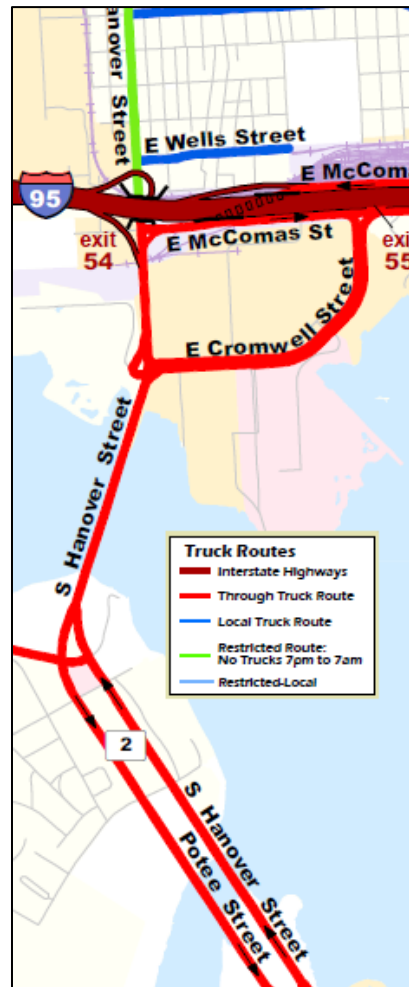 anover Street
E Wells Street
E McCom
95
exit
54
E McComas St
exi
55
E Cromwell Street
S Hanover Street
Truck Routes
Interstate Highways
Through Truck Route
Local Truck Route
Restricted Route:
No Trucks 7pm to 7am
Restricted-Local
2
S Hanover Street
Potee Street